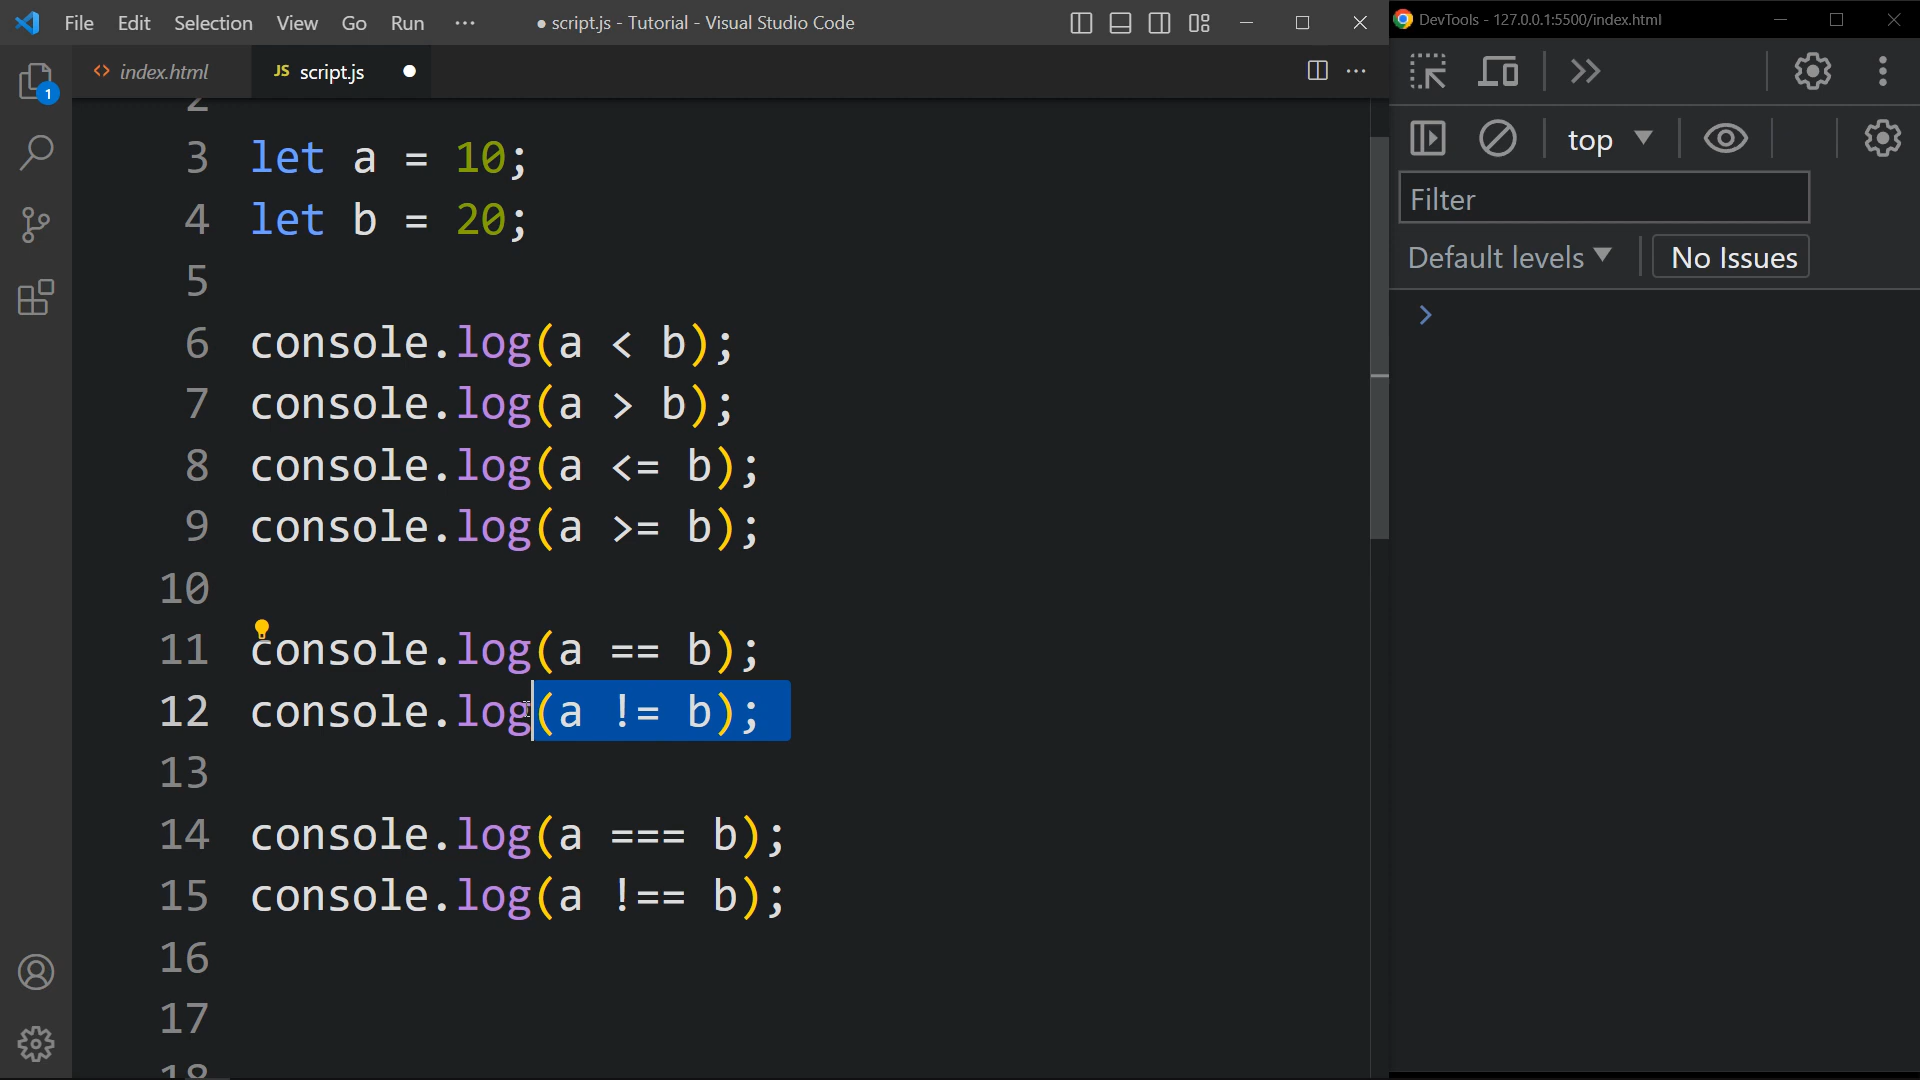 File Edit Selection View Go Run ··· ● script.js - Tutorial - Visual Studio Code
DevTools - 127.0.0.1:5500/index.html
1
<> index.html
JS script.js ●
top
Filter
Default levels
No Issues
2
3 let a = 10;
4 let b = 20;
5
6 console.log(a < b);
7 console.log(a > b);
8 console.log(a <= b);
9 console.log(a >= b);
10
11 console.log(a == b);
12 console.log(a != b);
13
14 console.log(a === b);
15 console.log(a !== b);
16
17
18